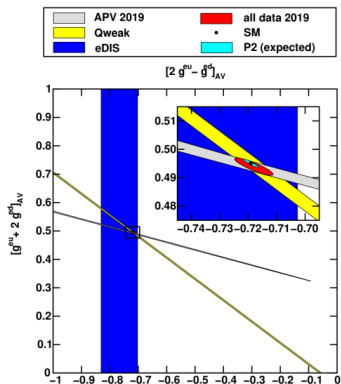 APV 2019 all data 2019
Qweak SM
eDIS P2 (expected)
[2 g^eu − g^ed]_AV
[g^eu + 2 g^ed]_AV
1
0.9
0.8
0.7
0.6
0.5
0.4
0.3
0.2
0.1
0
0.51
0.50
0.49
0.48
−0.74 −0.73 −0.72 −0.71 −0.70
−1 −0.9 −0.8 −0.7 −0.6 −0.5 −0.4 −0.3 −0.2 −0.1 0